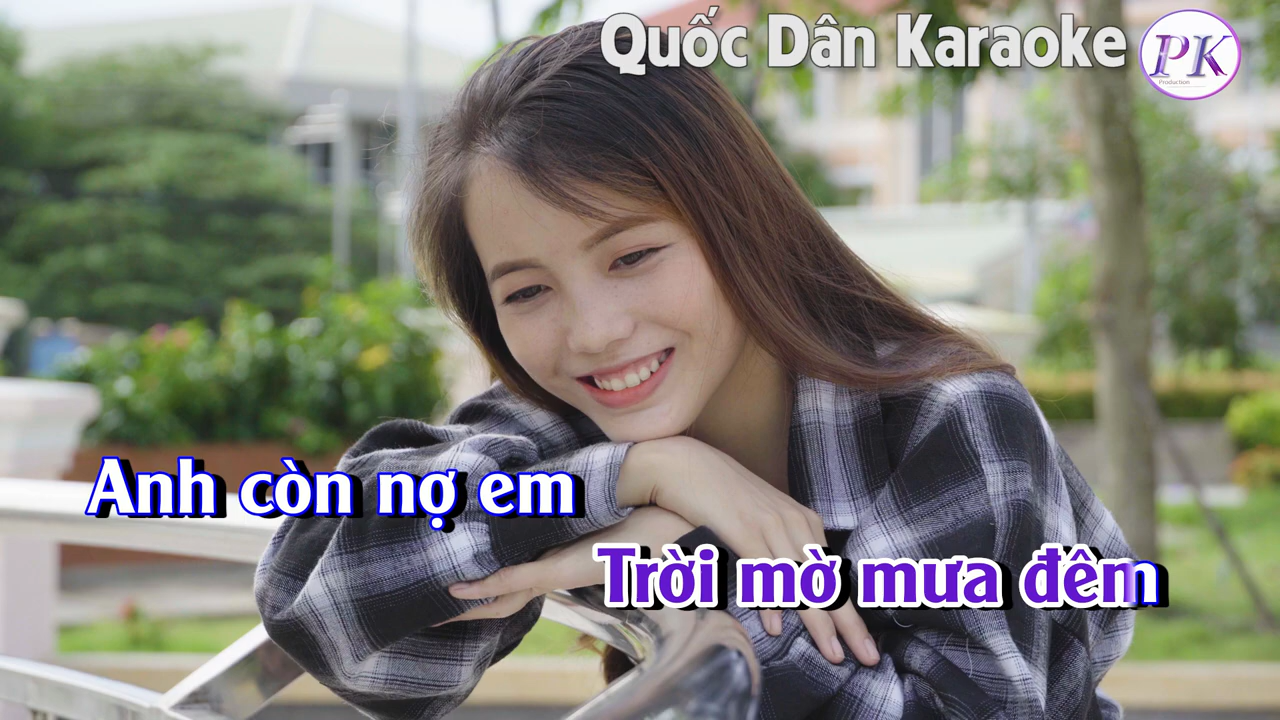 Quốc Dân Karaoke
PK
Production
Anh còn nợ em
Trời mờ mưa đêm